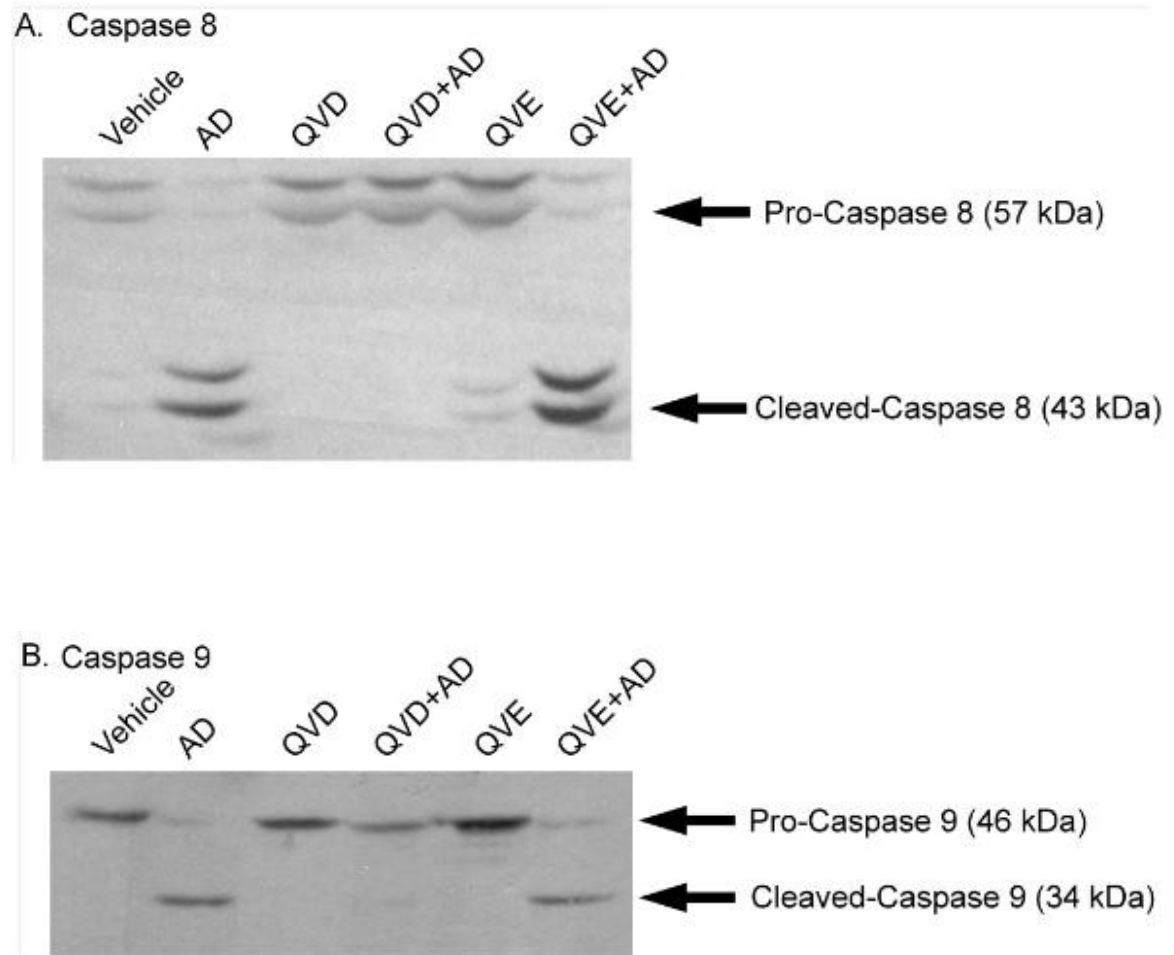 A. Caspase 8
Vehicle AD QVD QVD+AD QVE QVE+AD
Pro-Caspase 8 (57 kDa)
Cleaved-Caspase 8 (43 kDa)
B. Caspase 9
Vehicle AD QVD QVD+AD QVE QVE+AD
Pro-Caspase 9 (46 kDa)
Cleaved-Caspase 9 (34 kDa)